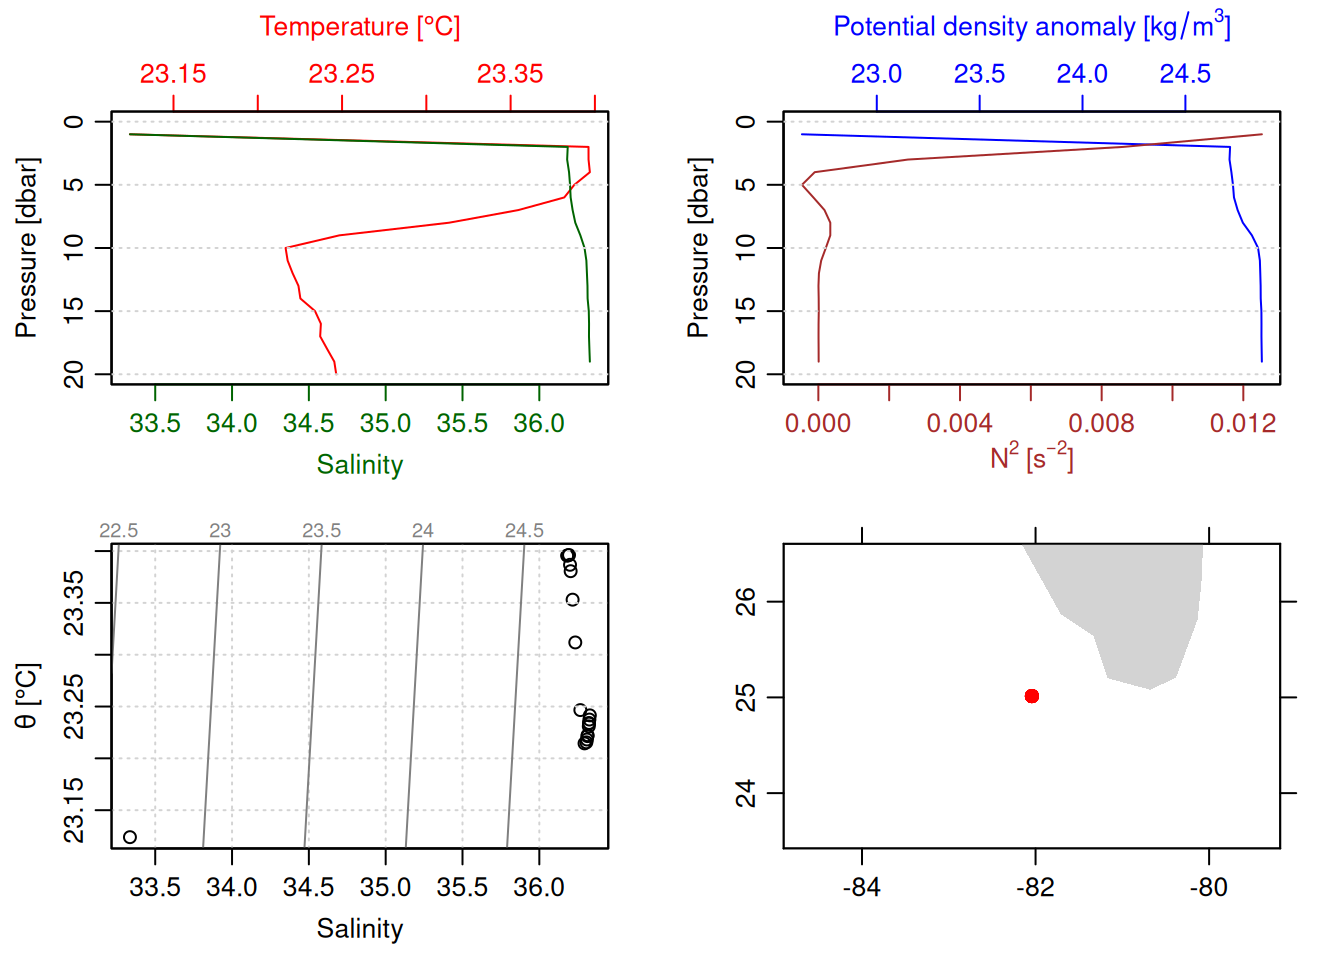 Temperature [°C]
23.15 23.25 23.35
Pressure [dbar]
0 5 10 15 20
33.5 34.0 34.5 35.0 35.5 36.0
Salinity
Potential density anomaly [kg/m³]
23.0 23.5 24.0 24.5
Pressure [dbar]
0 5 10 15 20
0.000 0.004 0.008 0.012
N² [s⁻²]
22.5 23 23.5 24 24.5
θ [°C]
23.35 23.25 23.15
33.5 34.0 34.5 35.0 35.5 36.0
Salinity
26 25 24
-84 -82 -80